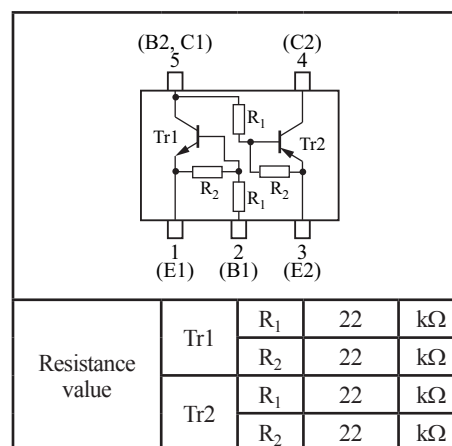 (B2, C1) (C2)
5 4
R1
Tr1 Tr2
R2 R2
R1
1 2 3
(E1) (B1) (E2)
Resistance value Tr1 R1 22 kΩ
R2 22 kΩ
Tr2 R1 22 kΩ
R2 22 kΩ